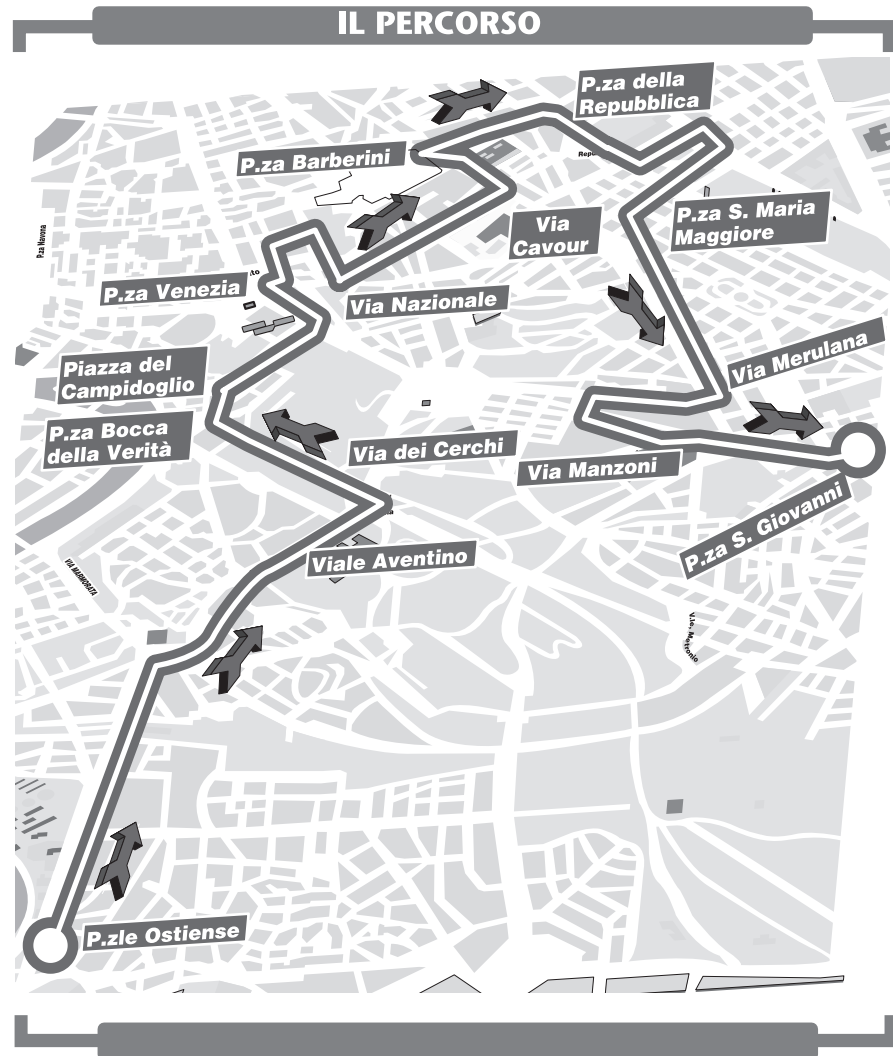 IL PERCORSO
P.za della
Repubblica
P.za Barberini
P.za Navona
Via
Cavour
P.za S. Maria
Maggiore
P.za Venezia
Via Nazionale
Piazza del
Campidoglio
Via Merulana
P.za Bocca
della Verità
Via dei Cerchi
Via Manzoni
P.za S. Giovanni
Viale Aventino
VIA MARMORATA
V.le. Metronio
P.zle Ostiense